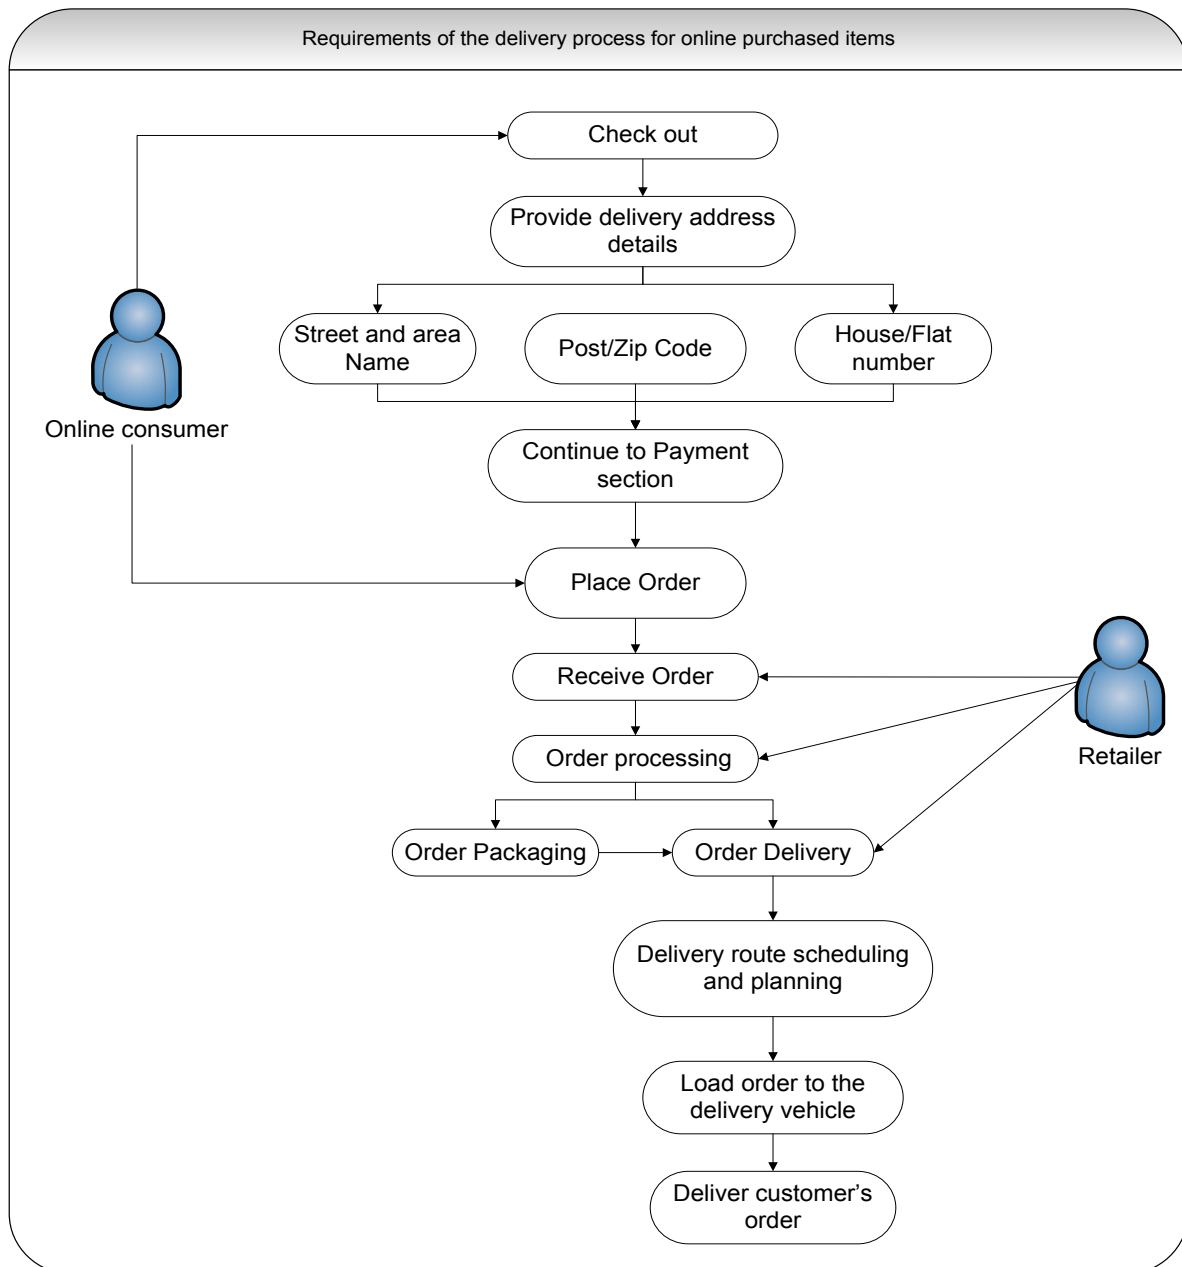 Requirements of the delivery process for online purchased items
Check out
Provide delivery address
details
Street and area
Name
Post/Zip Code
House/Flat
number
Online consumer
Continue to Payment
section
Place Order
Receive Order
Order processing
Retailer
Order Packaging
Order Delivery
Delivery route scheduling
and planning
Load order to the
delivery vehicle
Deliver customer’s
order